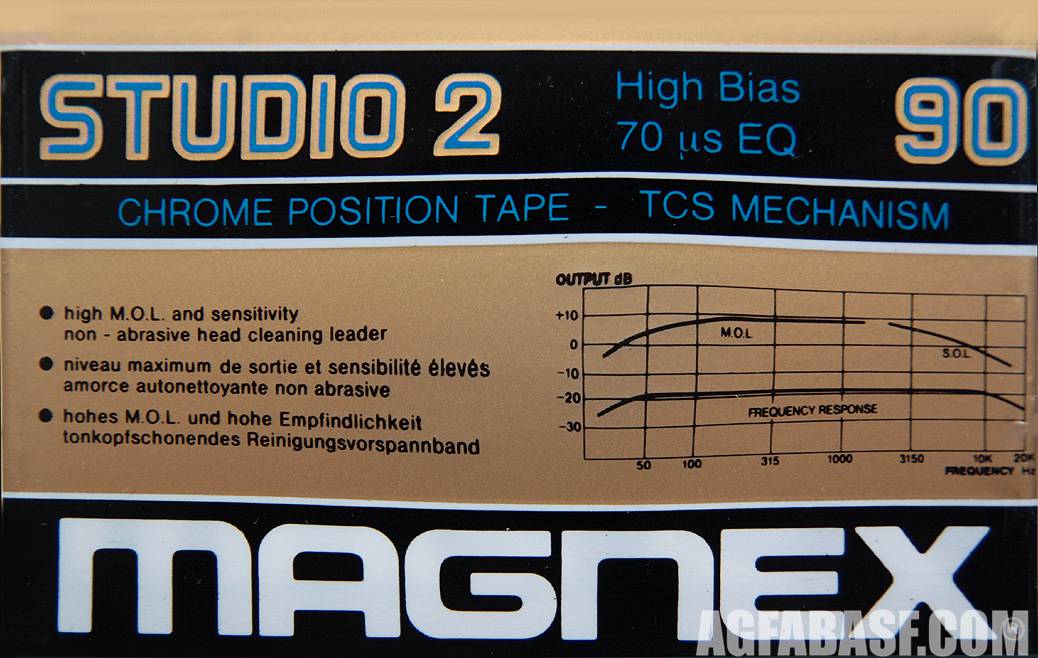 STUDIO 2
High Bias
70 µs EQ
90
CHROME POSITION TAPE - TCS MECHANISM
● high M.O.L. and sensitivity
non - abrasive head cleaning leader
● niveau maximum de sortie et sensibilité élevés
amorce autonettoyante non abrasive
● hohes M.O.L. und hohe Empfindlichkeit
tonkopfschonendes Reinigungsvorspannband
OUTPUT dB
+10
0
-10
-20
-30
M.O.L.
S.O.L.
FREQUENCY RESPONSE
50 100 315 1000 3150 10K 20K
FREQUENCY Hz
MAGNEX
AGFABASF.COM